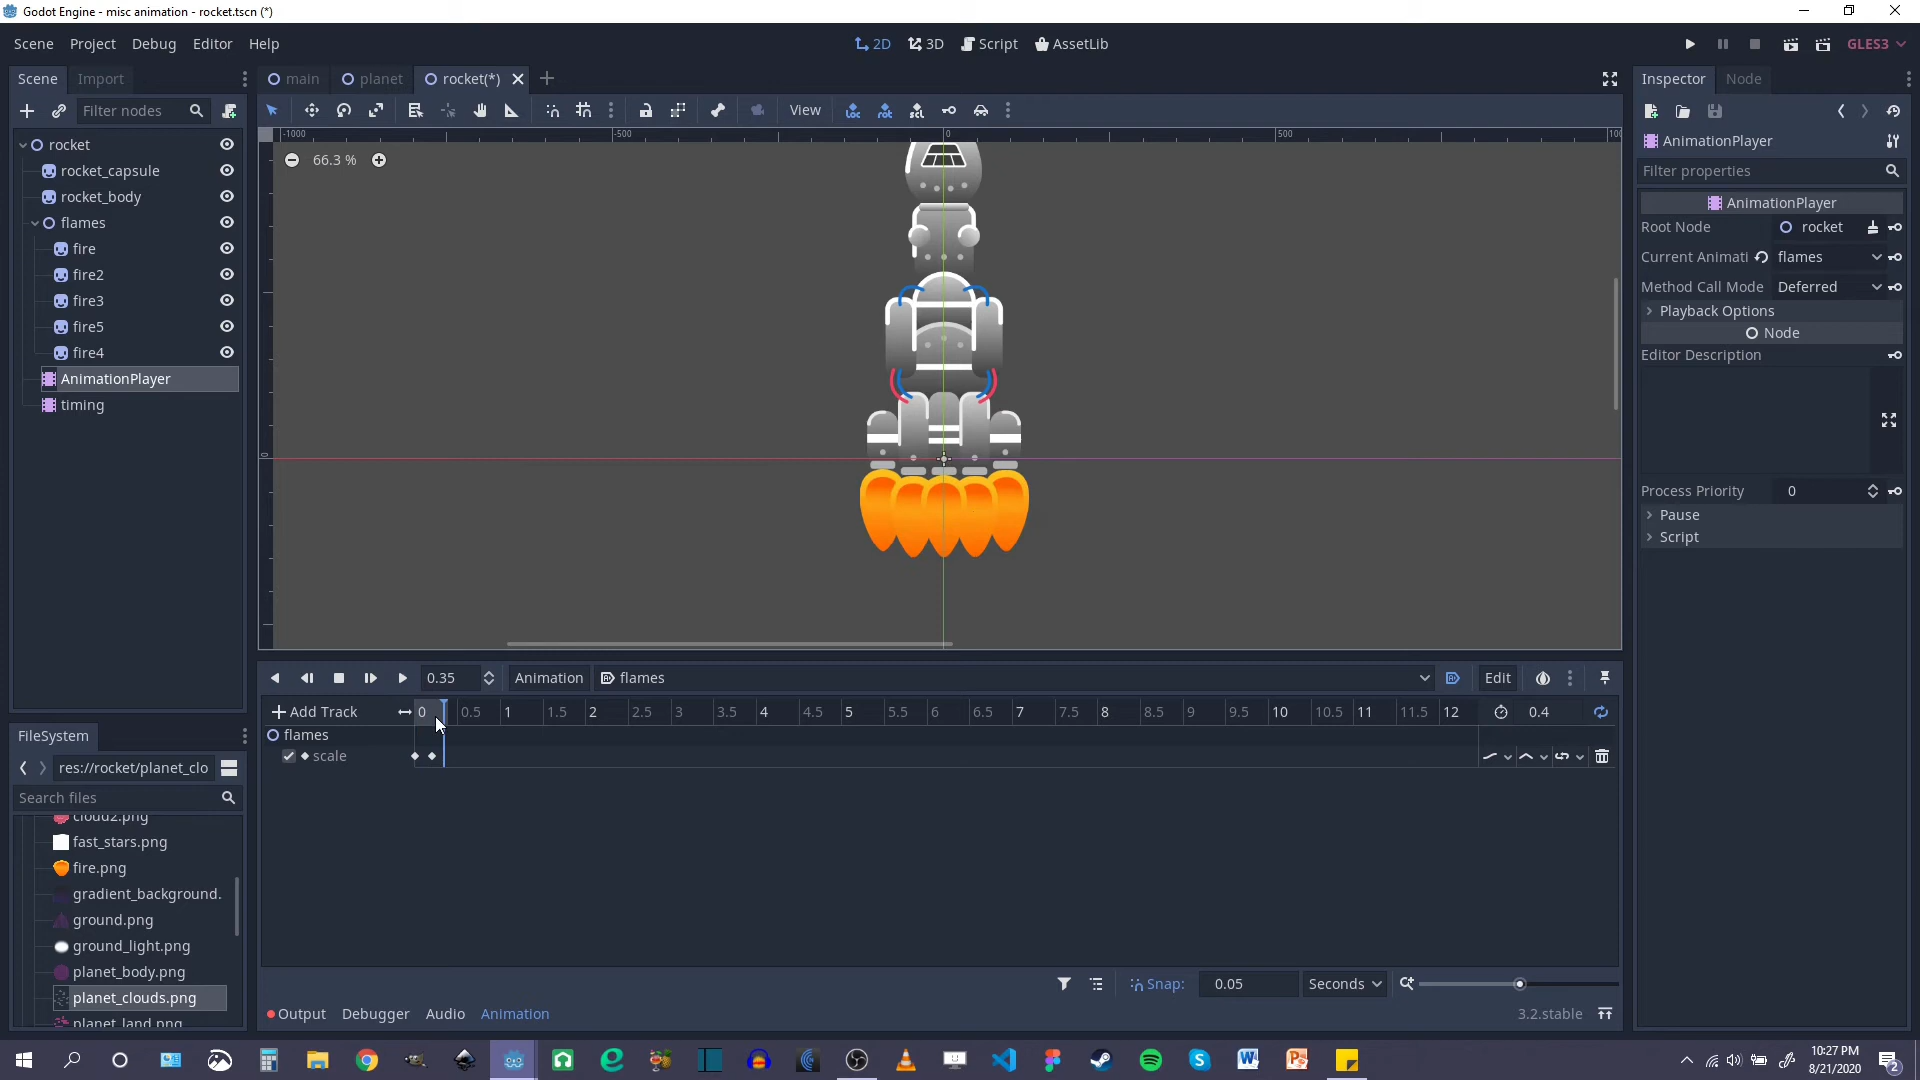 Godot Engine - misc animation - rocket.tscn (*)
Scene Project Debug Editor Help
2D 3D Script AssetLib
GLES3
Scene Import
main planet rocket(*)
Inspector Node
Filter nodes
View
-1000 -500 0 500 100
66.3 %
rocket
rocket_capsule
rocket_body
flames
fire
fire2
fire3
fire5
fire4
AnimationPlayer
timing
0
AnimationPlayer
Filter properties
AnimationPlayer
Root Node rocket
Current Animati flames
Method Call Mode Deferred
Playback Options
Node
Editor Description
Process Priority 0
Pause
Script
0.35 Animation flames Edit
Add Track 0 0.5 1 1.5 2 2.5 3 3.5 4 4.5 5 5.5 6 6.5 7 7.5 8 8.5 9 9.5 10 10.5 11 11.5 12 0.4
flames
scale
FileSystem
res://rocket/planet_clo
Search files
cloud2.png
fast_stars.png
fire.png
gradient_background.
ground.png
ground_light.png
planet_body.png
planet_clouds.png
planet_land.png
Snap: 0.05 Seconds
Output Debugger Audio Animation
3.2.stable
10:27 PM
8/21/2020
2